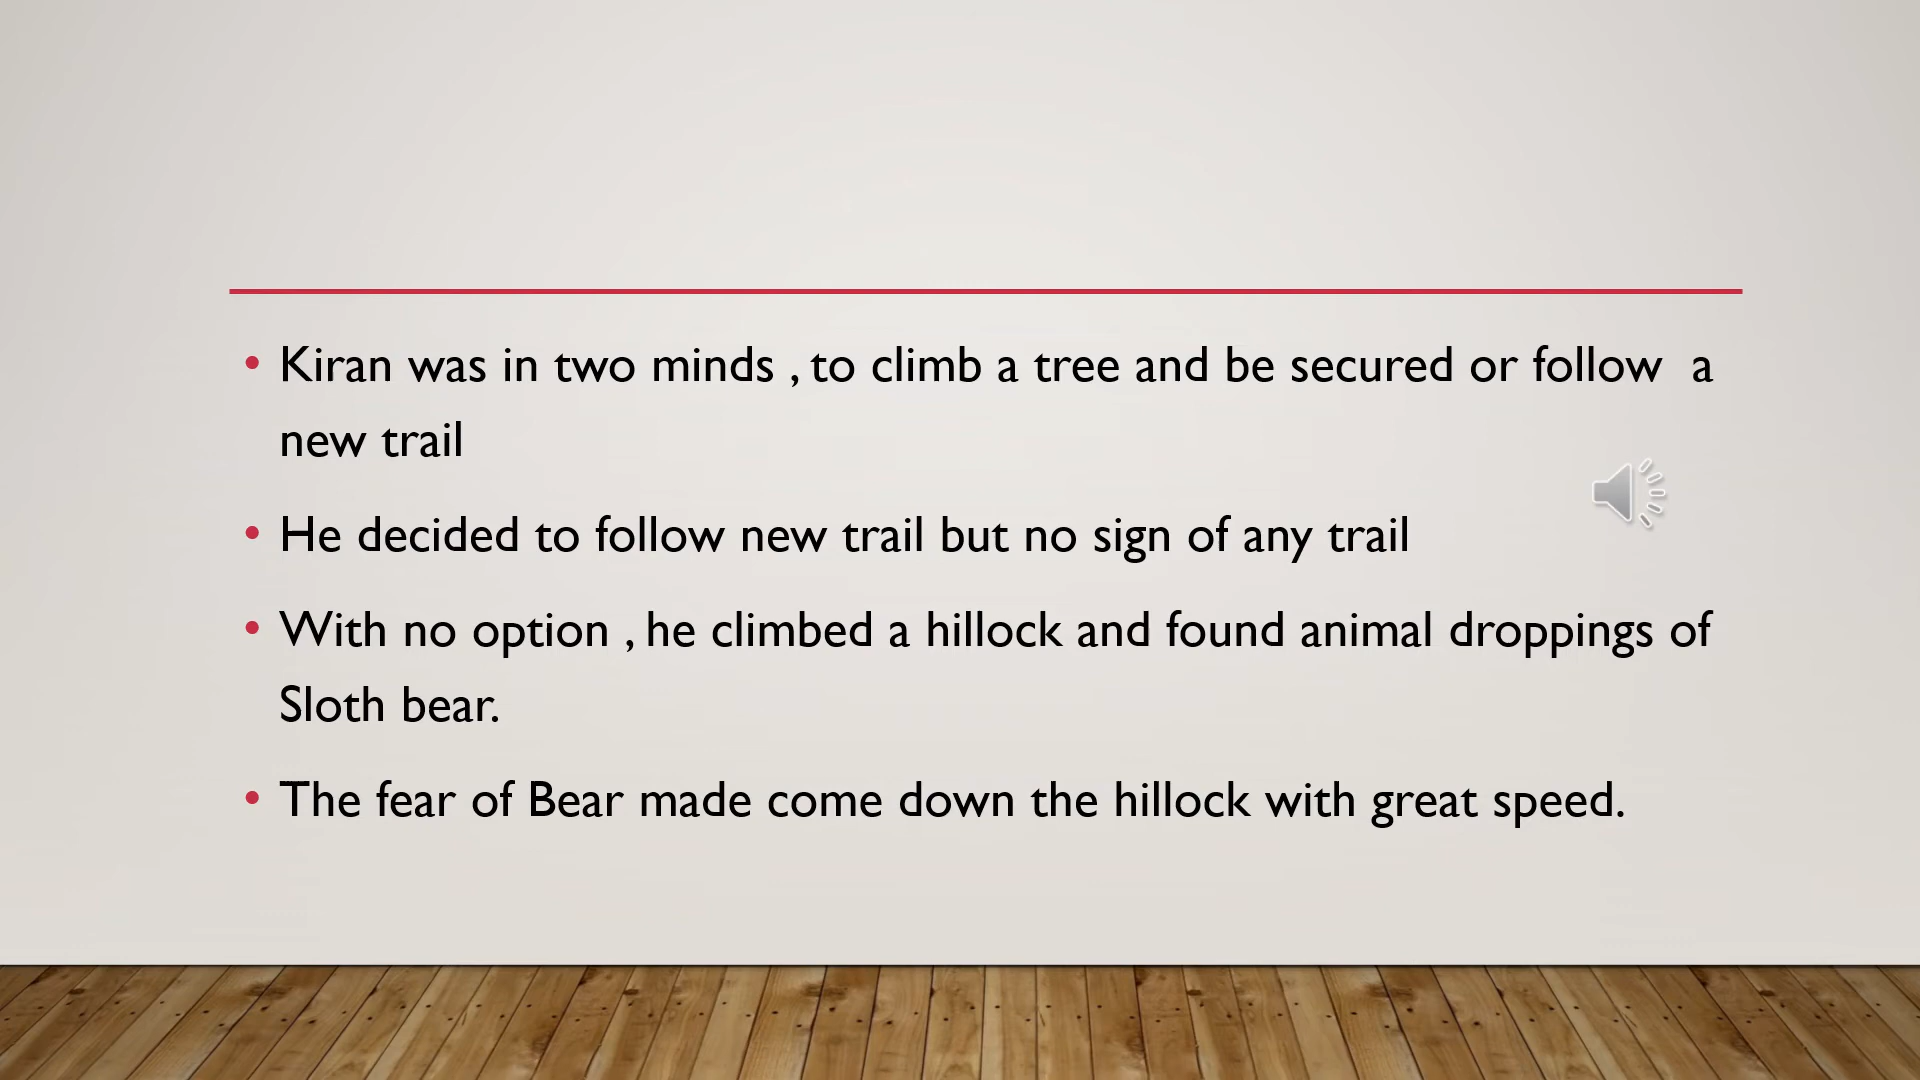 • Kiran was in two minds , to climb a tree and be secured or follow  a
new trail
• He decided to follow new trail but no sign of any trail
• With no option , he climbed a hillock and found animal droppings of
Sloth bear.
• The fear of Bear made come down the hillock with great speed.